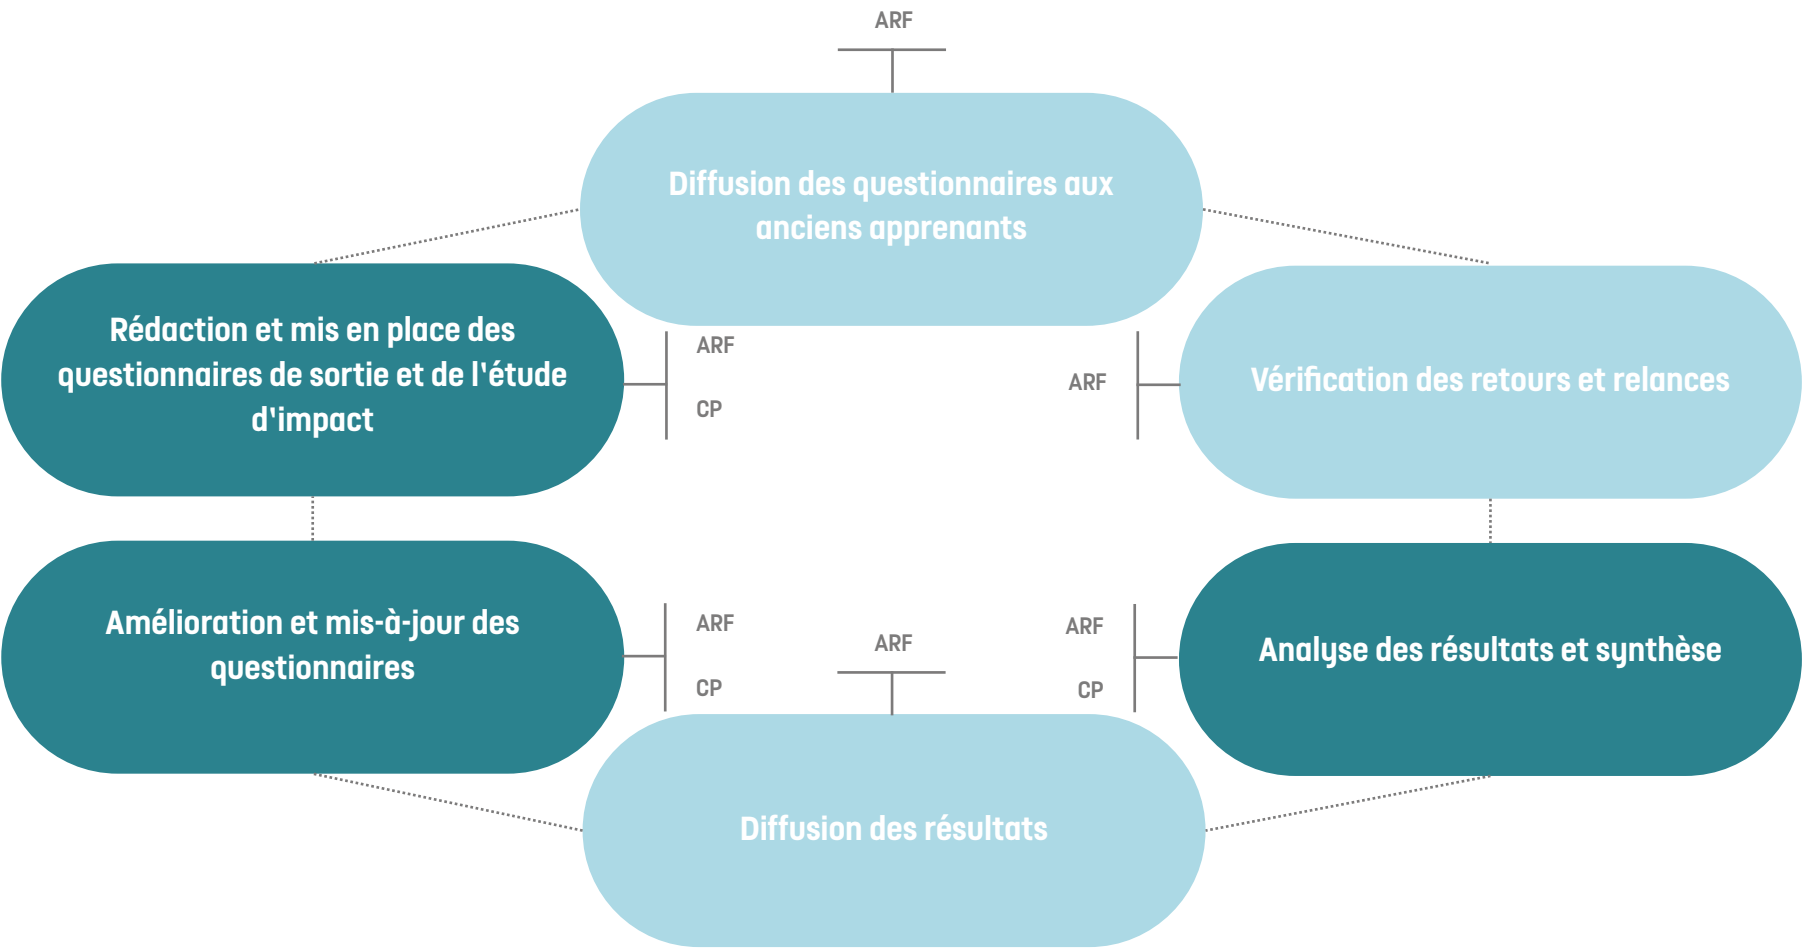 ARF
Diffusion des questionnaires aux
anciens apprenants
Rédaction et mis en place des
questionnaires de sortie et de l'étude
d'impact
ARF
CP
ARF
Vérification des retours et relances
Amélioration et mis-à-jour des
questionnaires
ARF
CP
ARF
ARF
CP
Analyse des résultats et synthèse
Diffusion des résultats